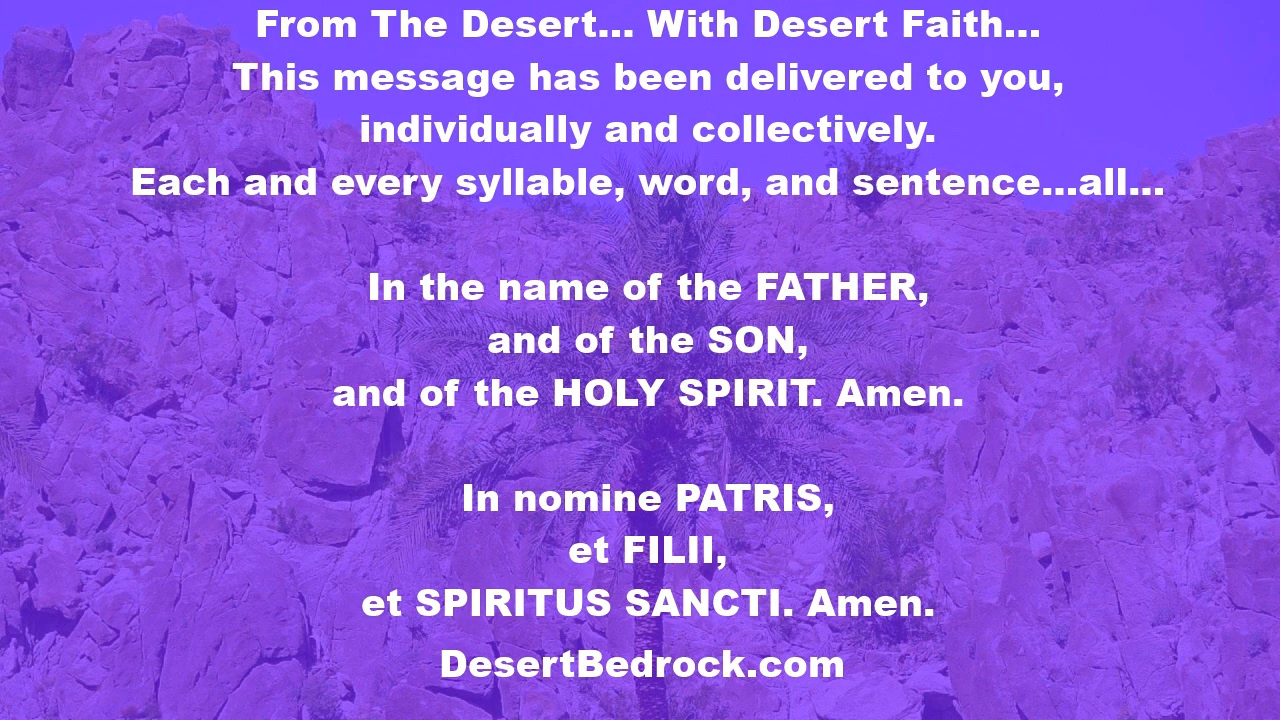 From The Desert... With Desert Faith...
This message has been delivered to you,
individually and collectively.
Each and every syllable, word, and sentence...all...
In the name of the FATHER,
and of the SON,
and of the HOLY SPIRIT. Amen.
In nomine PATRIS,
et FILII,
et SPIRITUS SANCTI. Amen.
DesertBedrock.com